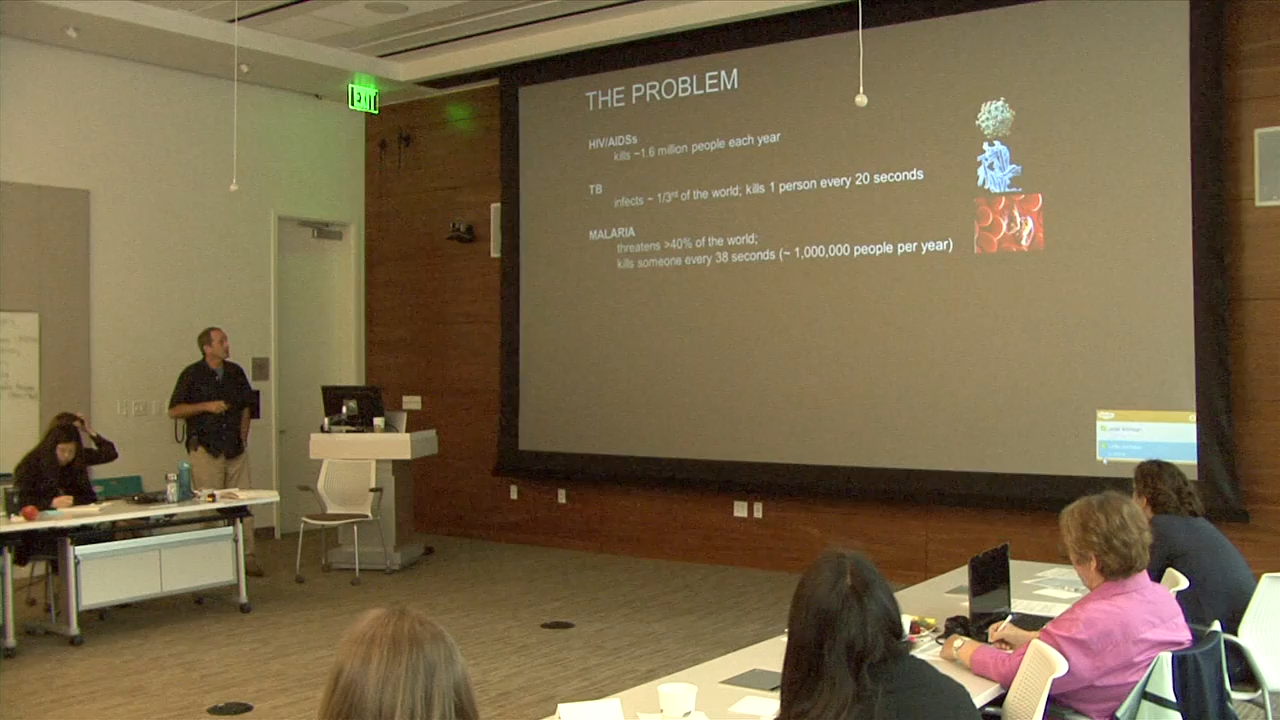 EXIT
THE PROBLEM
HIV/AIDSs
kills ~1.6 million people each year
TB
infects ~ 1/3rd of the world; kills 1 person every 20 seconds
MALARIA
threatens >40% of the world;
kills someone every 38 seconds (~ 1,000,000 people per year)